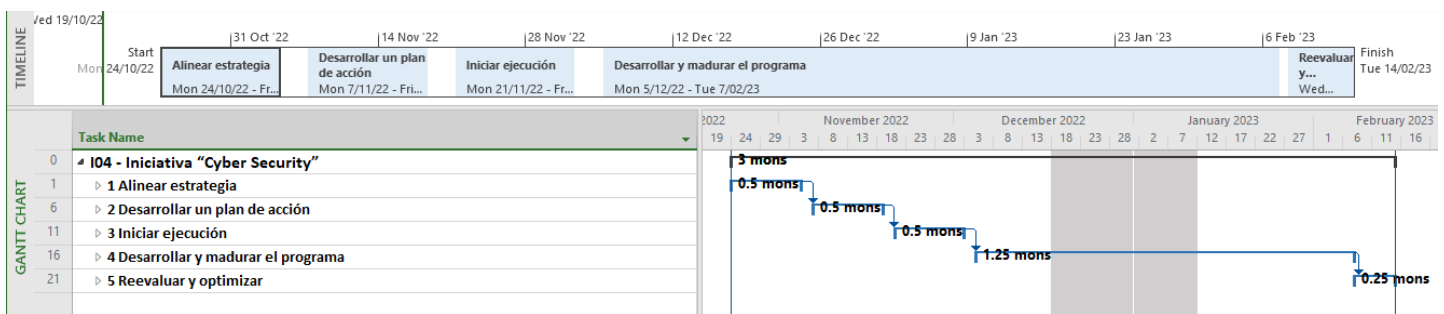 Wed 19/10/22
31 Oct '22 14 Nov '22 28 Nov '22 12 Dec '22 26 Dec '22 9 Jan '23 23 Jan '23 6 Feb '23
TIMELINE
Start
Mon 24/10/22
Alinear estrategia
Mon 24/10/22 - Fr...
Desarrollar un plan
de acción
Mon 7/11/22 - Fri...
Iniciar ejecución
Mon 21/11/22 - Fr...
Desarrollar y madurar el programa
Mon 5/12/22 - Tue 7/02/23
Reevaluar
y...
Wed...
Finish
Tue 14/02/23
GANTT CHART
Task Name
2022 November 2022 December 2022 January 2023 February 2023
19 24 29 3 8 13 18 23 28 3 8 13 18 23 28 2 7 12 17 22 27 1 6 11 16
0 I04 - Iniciativa “Cyber Security” 3 mons
1 1 Alinear estrategia 0.5 mons
6 2 Desarrollar un plan de acción 0.5 mons
11 3 Iniciar ejecución 0.5 mons
16 4 Desarrollar y madurar el programa 1.25 mons
21 5 Reevaluar y optimizar 0.25 mons